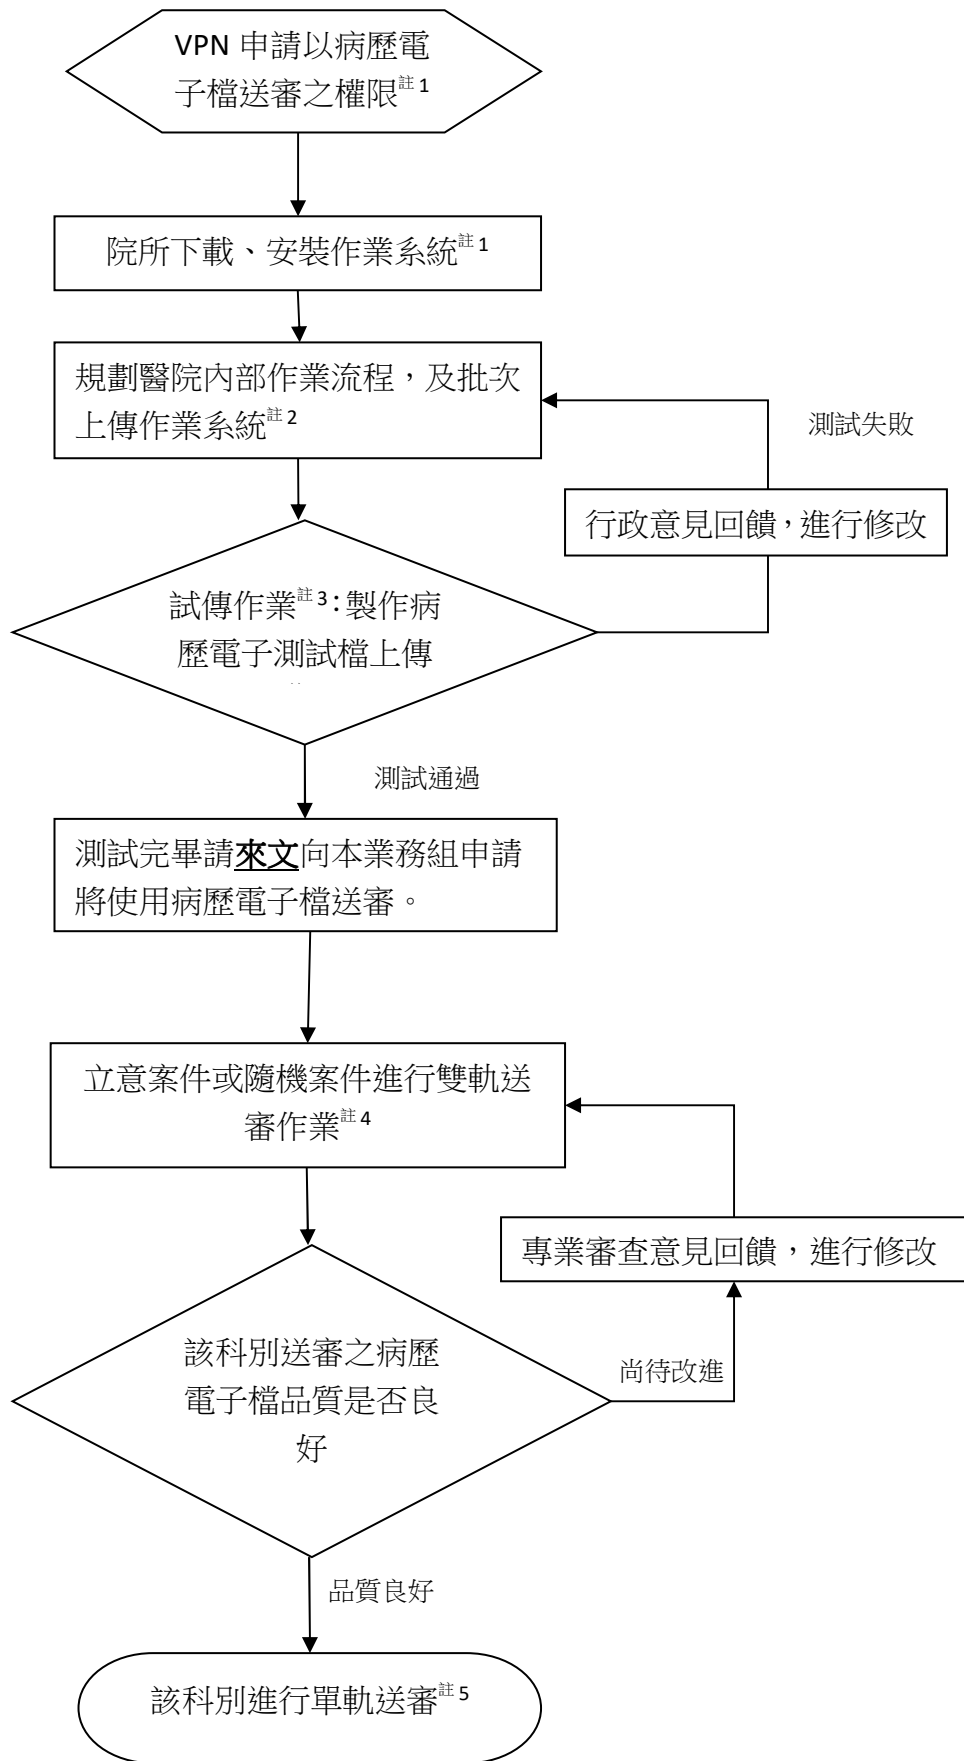 VPN 申請以病歷電
子檔送審之權限註1
院所下載、安裝作業系統註1
規劃醫院內部作業流程，及批次
上傳作業系統註2
測試失敗
行政意見回饋，進行修改
試傳作業註3：製作病
歷電子測試檔上傳
測試通過
測試完畢請來文向本業務組申請
將使用病歷電子檔送審。
立意案件或隨機案件進行雙軌送
審作業註4
專業審查意見回饋，進行修改
該科別送審之病歷
電子檔品質是否良
好
尚待改進
品質良好
該科別進行單軌送審註5